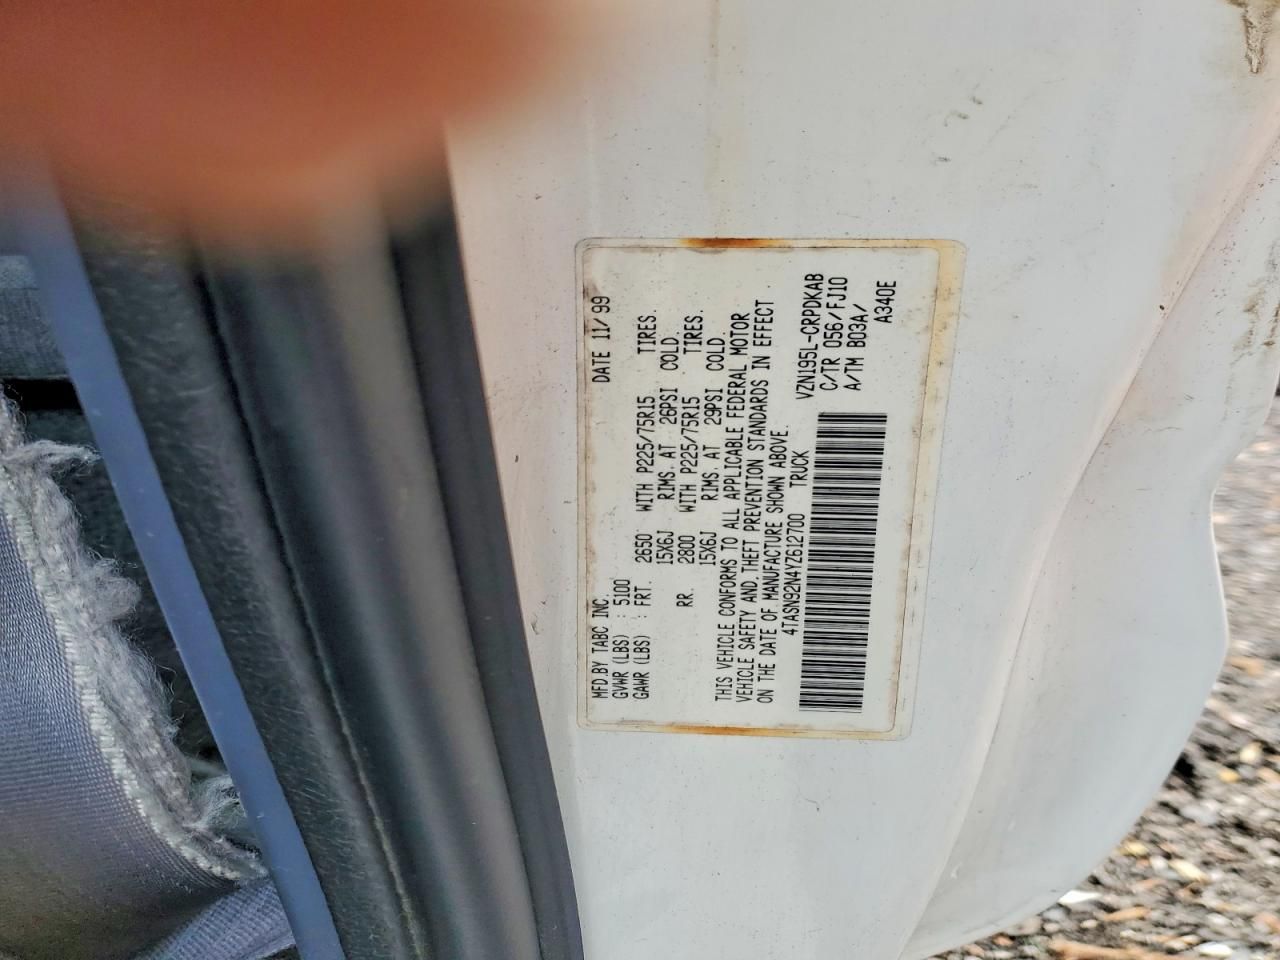 MFD.BY TABC INC. DATE 11/99
GVWR (LBS) : 5100
GAWR (LBS) : FRT. 2650 WITH P225/75R15 TIRES.
15X6J RIMS. AT 26PSI COLD.
RR. 2800 WITH P225/75R15 TIRES.
15X6J RIMS. AT 29PSI COLD.
THIS VEHICLE CONFORMS TO ALL APPLICABLE FEDERAL MOTOR
VEHICLE SAFETY AND THEFT PREVENTION STANDARDS IN EFFECT
ON THE DATE OF MANUFACTURE SHOWN ABOVE.
4TASN92N4YZ612700 TRUCK
VZN195L-CRPDKAB
C/TR 056/FJ10
A/TM B03A/
A340E